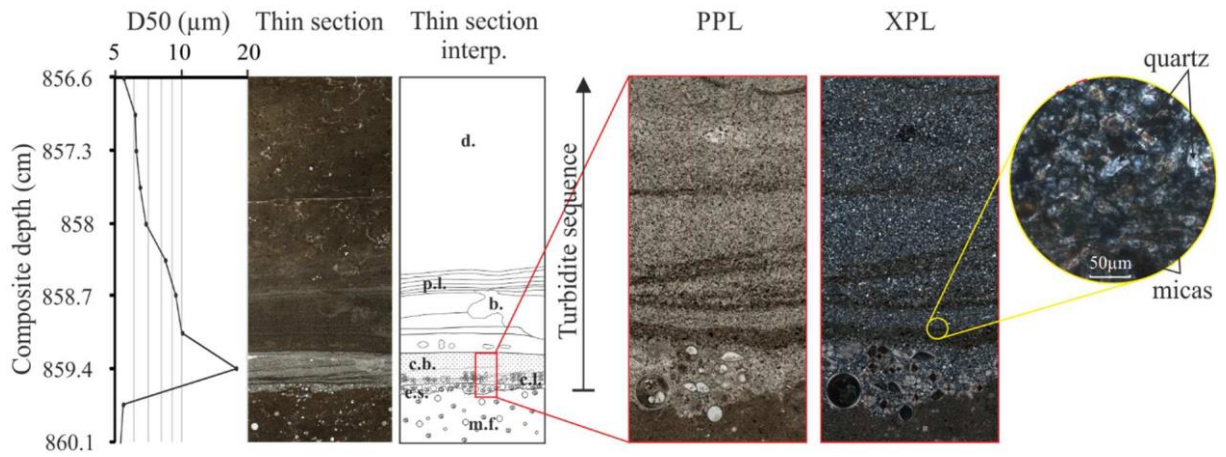 D50 (µm)
Thin section
Thin section
interp.
PPL
XPL
5
10
20
856.6
857.3
858
858.7
859.4
860.1
Composite depth (cm)
d.
p.l.
b.
c.b.
c.l.
e.s.
m.f.
Turbidite sequence
quartz
50µm
micas